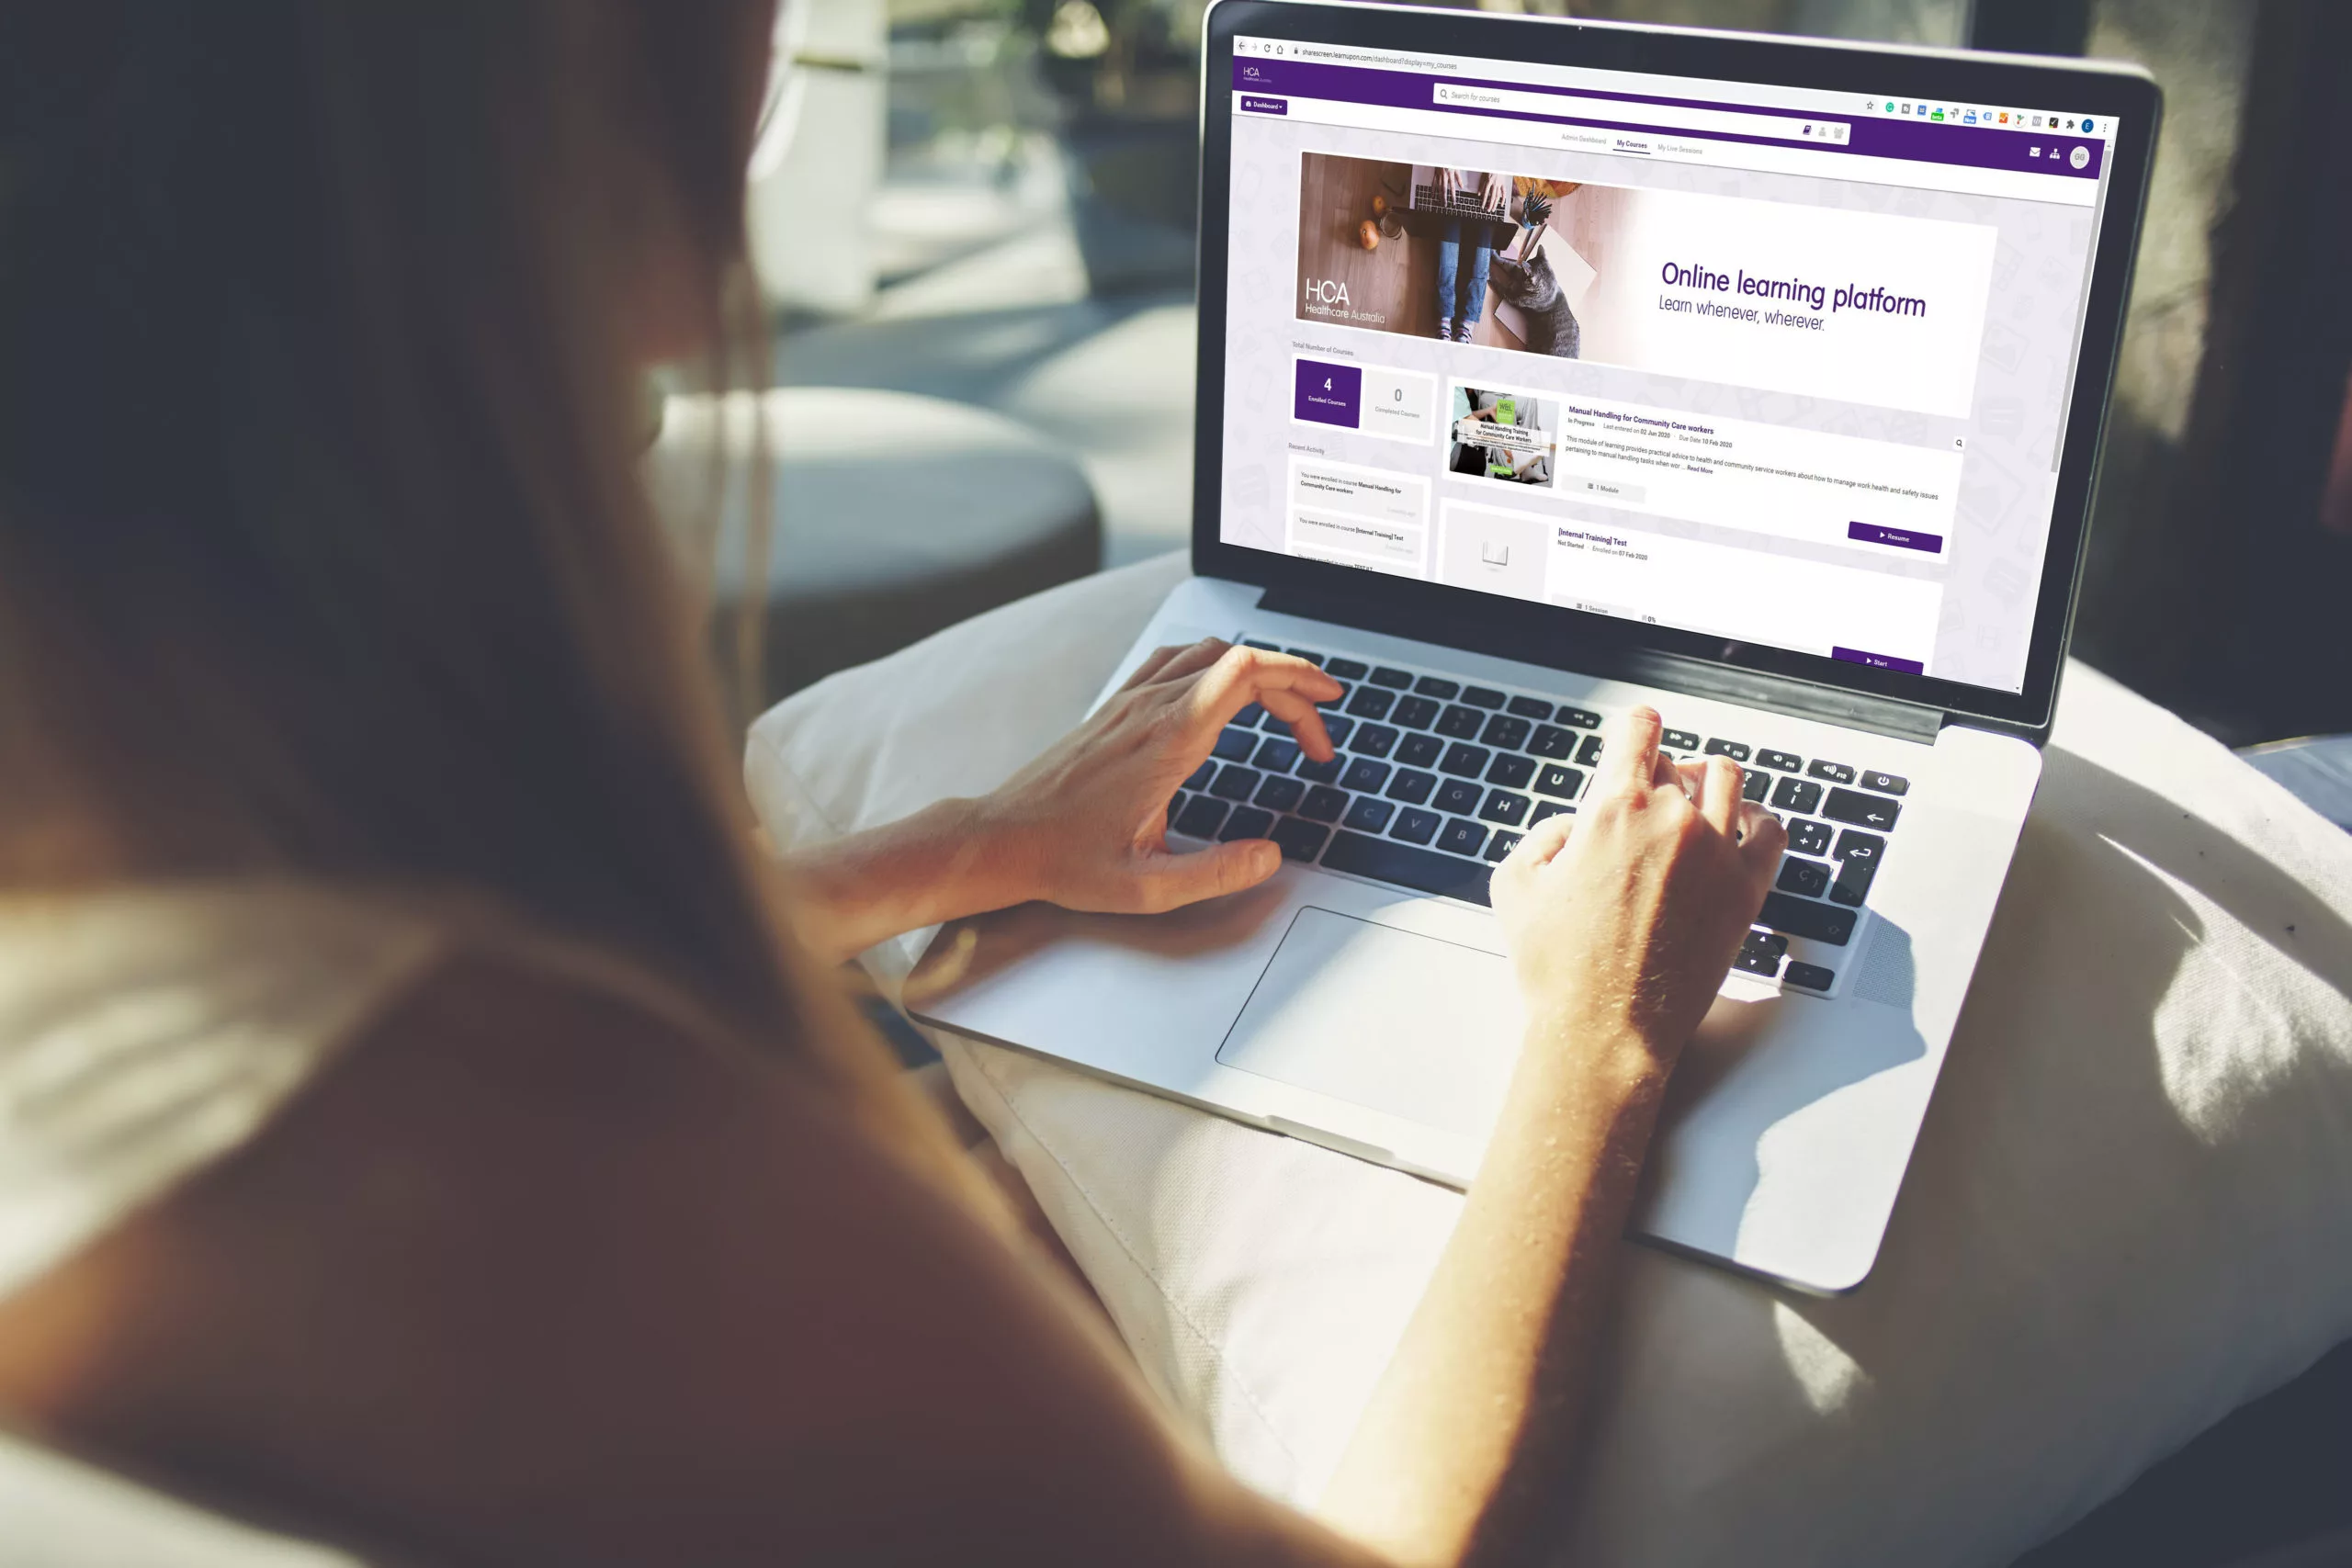 sharescreen.learnupon.com/dashboard?display=my_courses
HCA
Dashboard
Search for courses
Admin Dashboard My Courses My Live Sessions
HCA
Healthcare Australia
Online learning platform
Learn whenever, wherever.
Total Number of Courses
4
Enrolled Courses
0
Completed Courses
Recent Activity
You were enrolled in course Manual Handling for
Community Care workers
You were enrolled in course [Internal Training] Test
Manual Handling Training
for Community Care Workers
Manual Handling for Community Care workers
In Progress Last entered on 02 Jun 2020 Due Date 10 Feb 2020
This module of learning provides practical advice to health and community service workers about how to manage work health and safety issues
pertaining to manual handling tasks when wor ... Read More
1 Module
Resume
[Internal Training] Test
Not Started Enrolled on 07 Feb 2020
1 Session
0%
Start
R T Y U
D F G H
C V B N